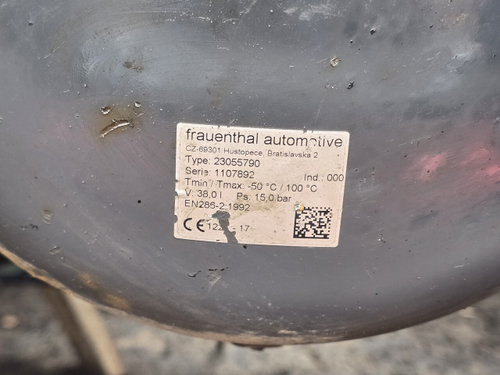 frauenthal automotive
CZ-69301 Hustopece, Bratislavska 2
Type: 23055790
Serie: 1107892 Ind.: 000
Tmin / Tmax: -50 °C / 100 °C
V: 38,0 l Ps: 15,0 bar
EN286-2:1992
CE 17